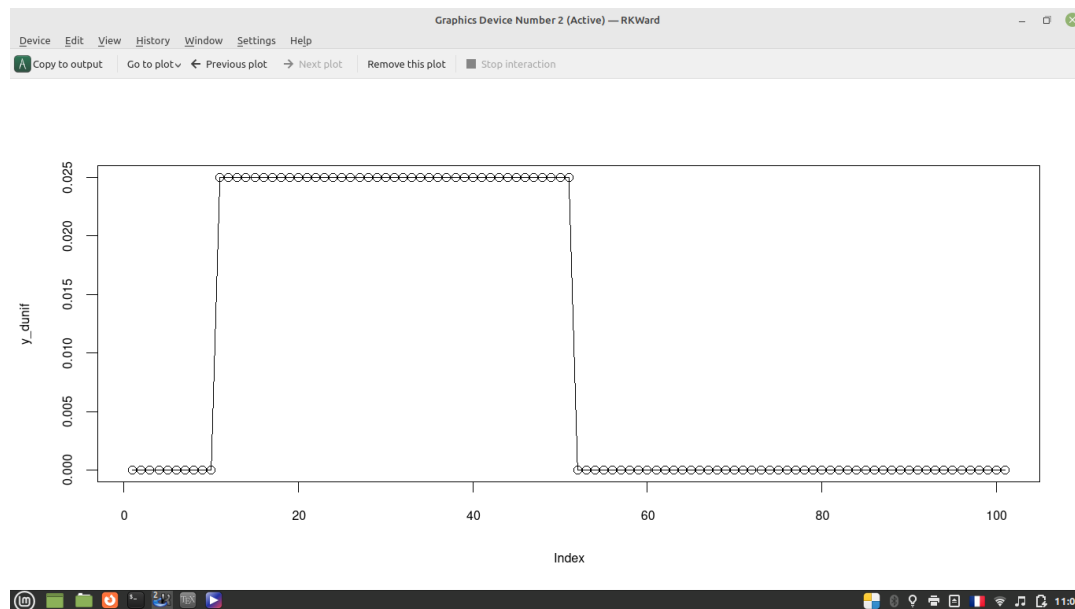 Graphics Device Number 2 (Active) — RKWard
Device Edit View History Window Settings Help
Copy to output Go to plot Previous plot Next plot Remove this plot Stop interaction
0.025
0.020
0.015
0.010
0.005
0.000
y_dunif
0 20 40 60 80 100
Index